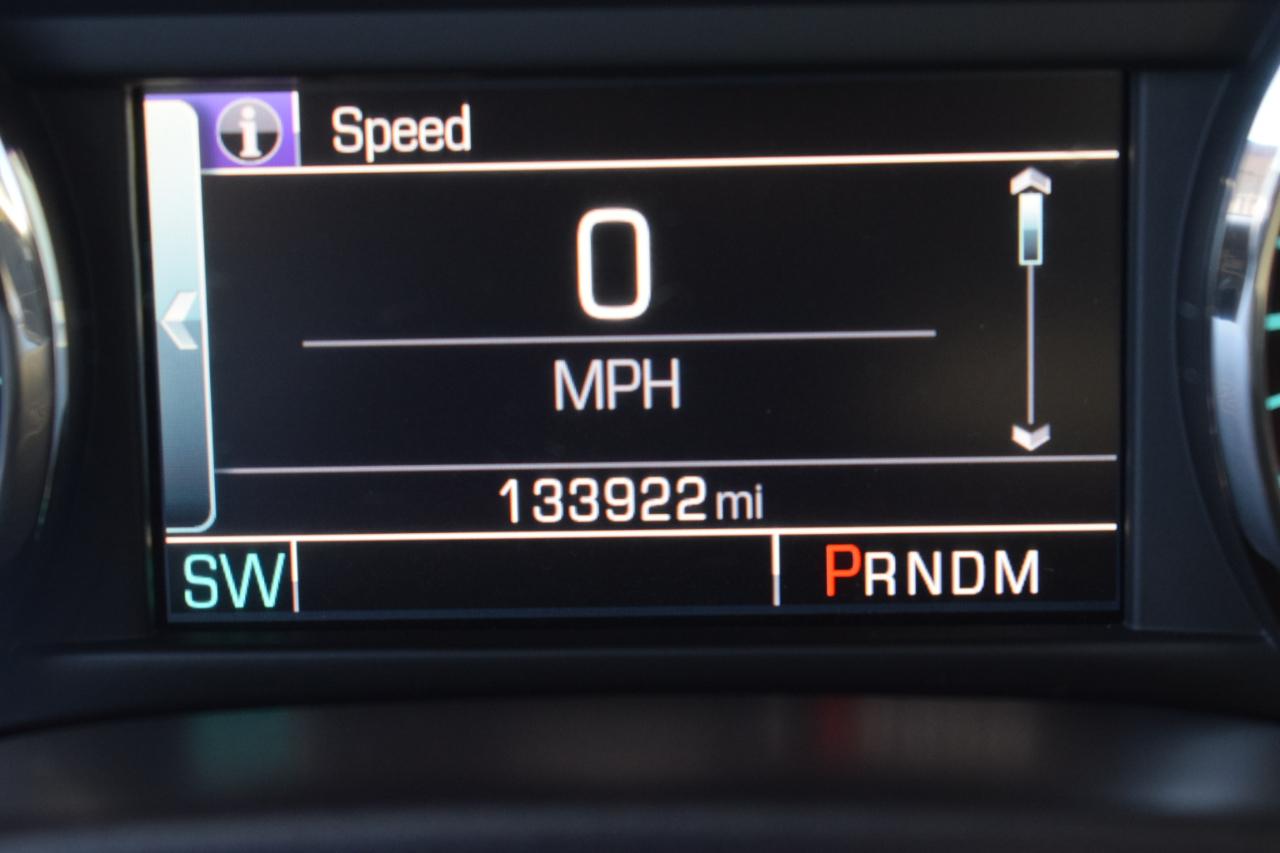 i Speed
0
MPH
133922 mi
SW PRNDM